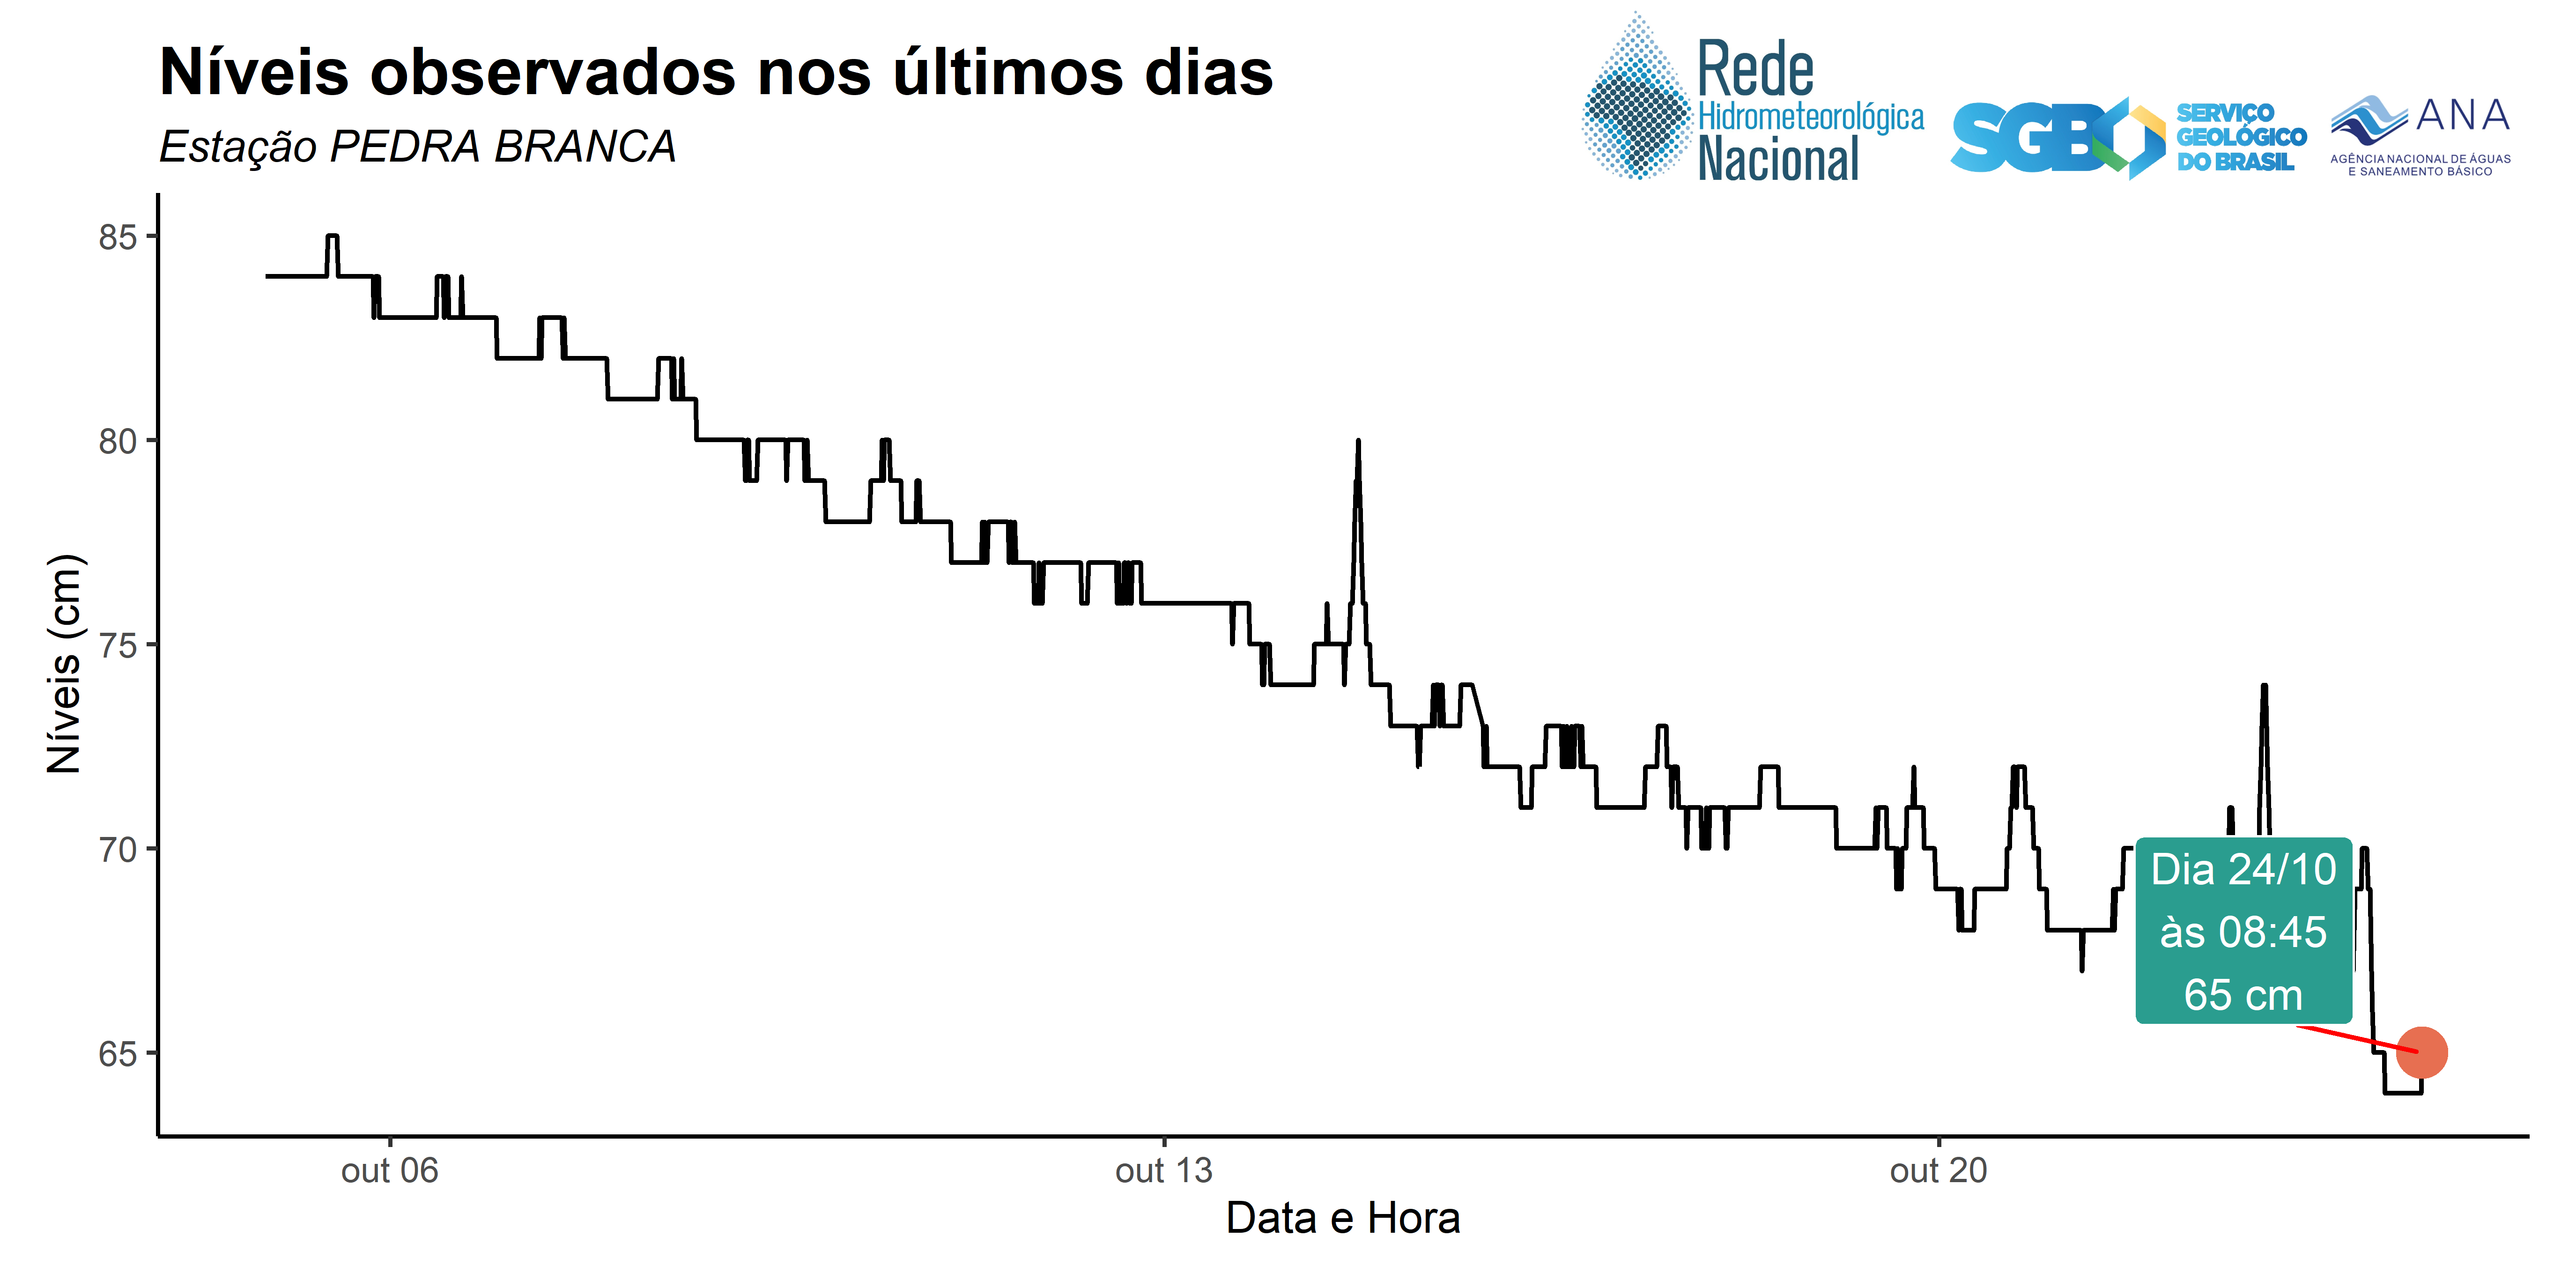 Níveis observados nos últimos dias
Estação PEDRA BRANCA
Rede
Hidrometeorológica
Nacional
SGB
SERVIÇO
GEOLÓGICO
DO BRASIL
ANA
AGÊNCIA NACIONAL DE ÁGUAS
E SANEAMENTO BÁSICO
Níveis (cm)
85
80
75
70
65
Dia 24/10
às 08:45
65 cm
out 06
out 13
out 20
Data e Hora